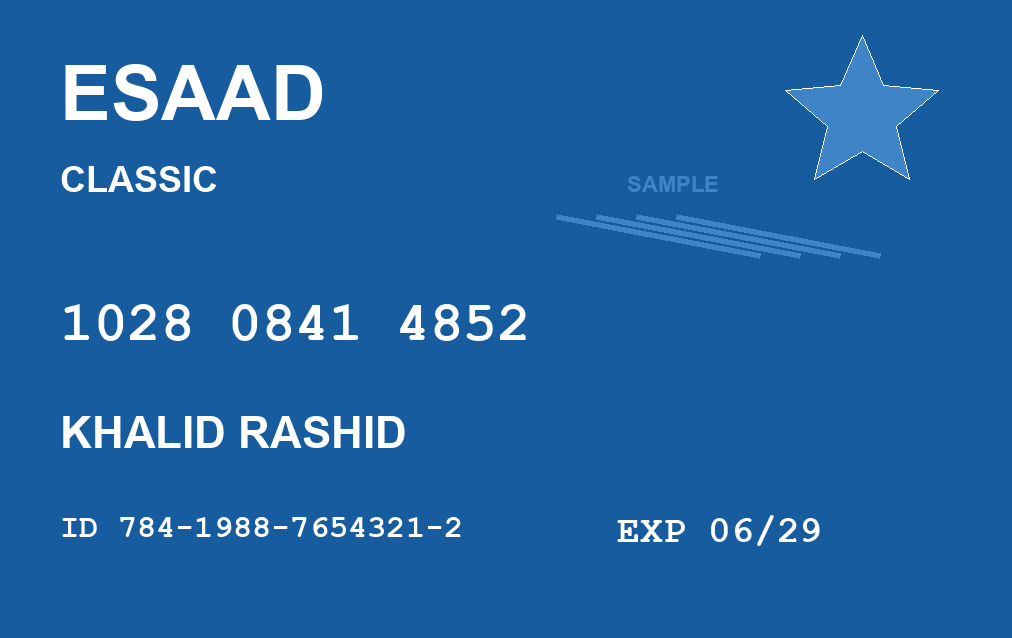 ESAAD
CLASSIC
SAMPLE
1028 0841 4852
KHALID RASHID
ID 784-1988-7654321-2
EXP 06/29